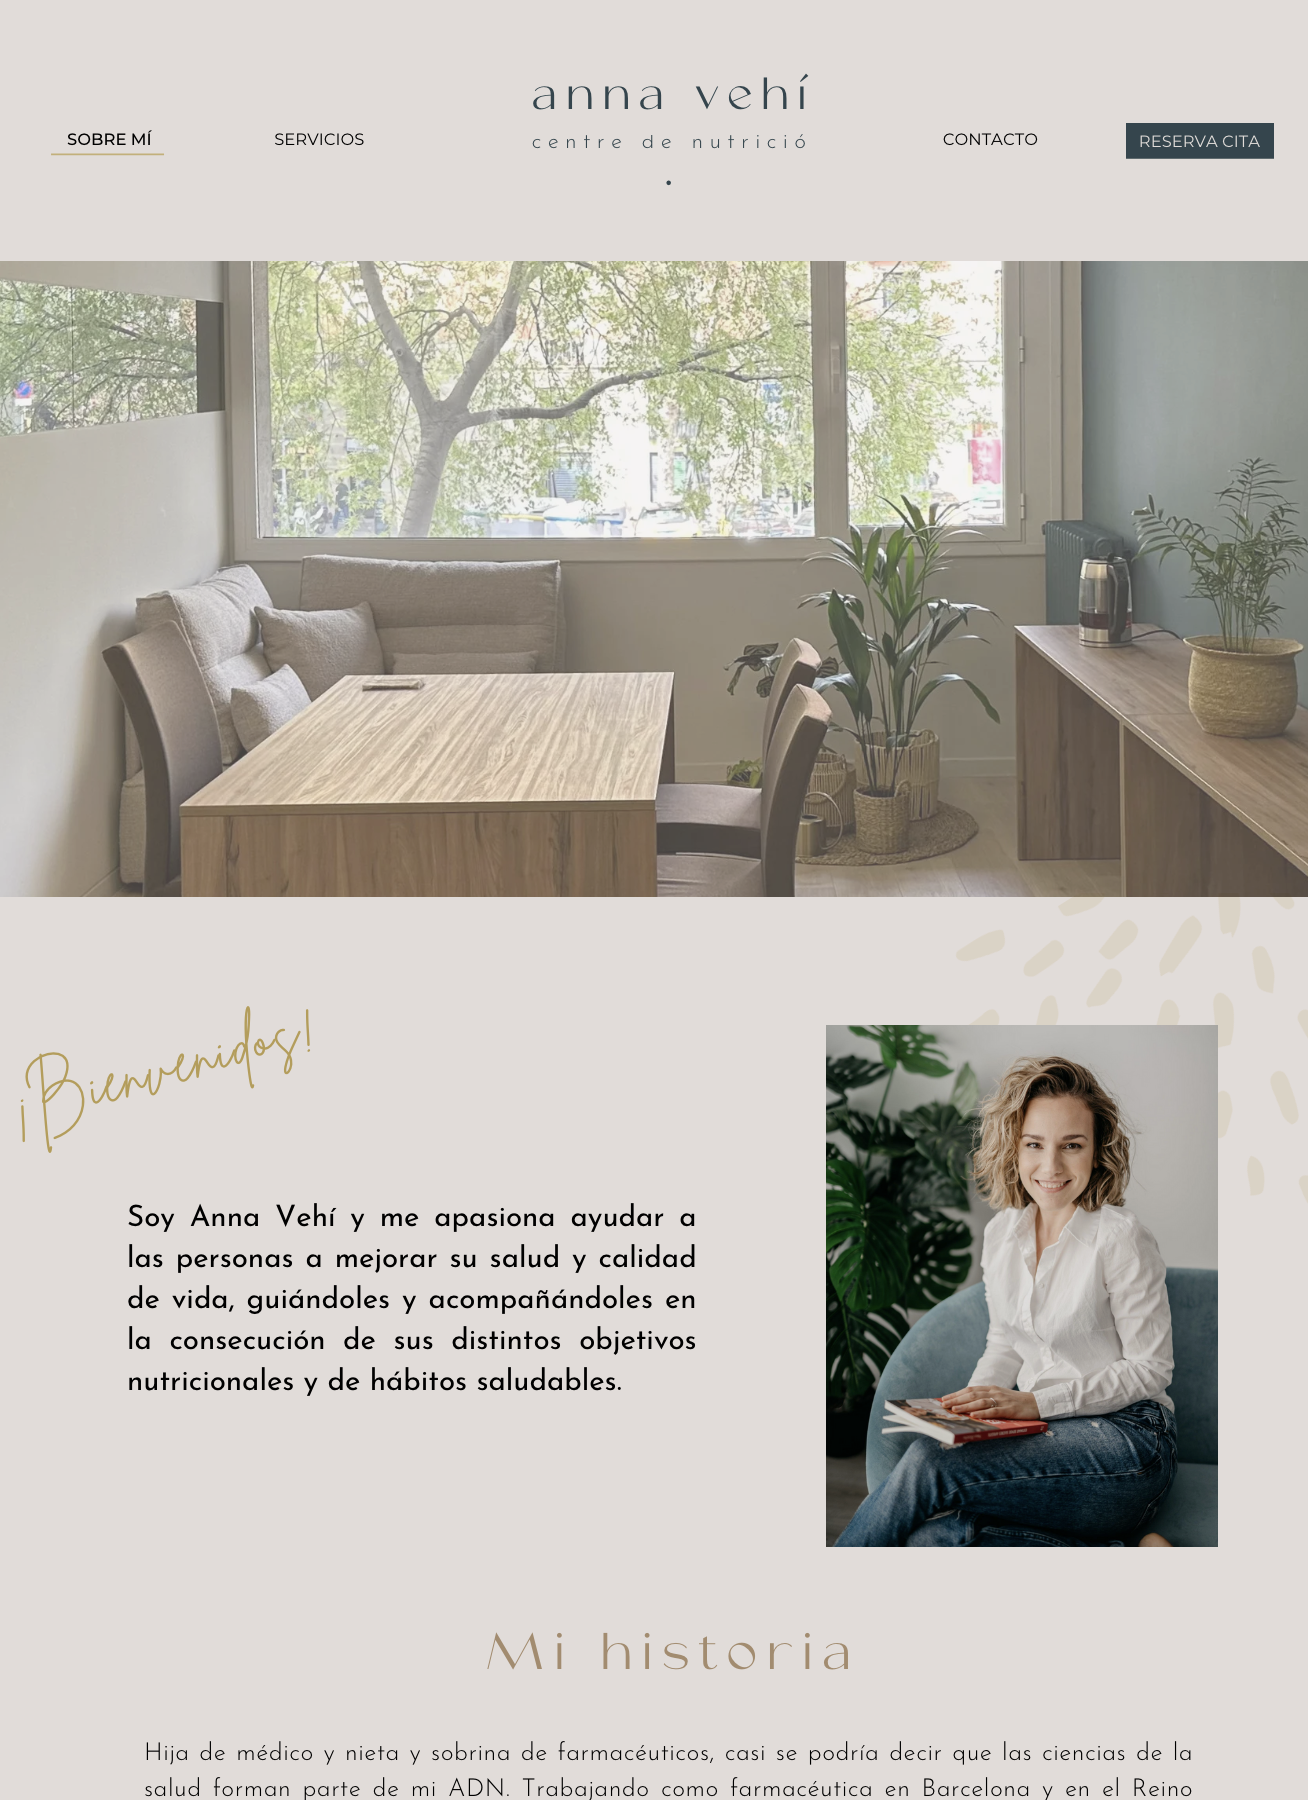 anna vehí
SOBRE MÍ
SERVICIOS
centre de nutrició
CONTACTO
RESERVA CITA
¡Bienvenidos!
Soy Anna Vehí y me apasiona ayudar a
las personas a mejorar su salud y calidad
de vida, guiándoles y acompañándoles en
la consecución de sus distintos objetivos
nutricionales y de hábitos saludables.
Mi historia
Hija de médico y nieta y sobrina de farmacéuticos, casi se podría decir que las ciencias de la
salud forman parte de mi ADN. Trabajando como farmacéutica en Barcelona y en el Reino